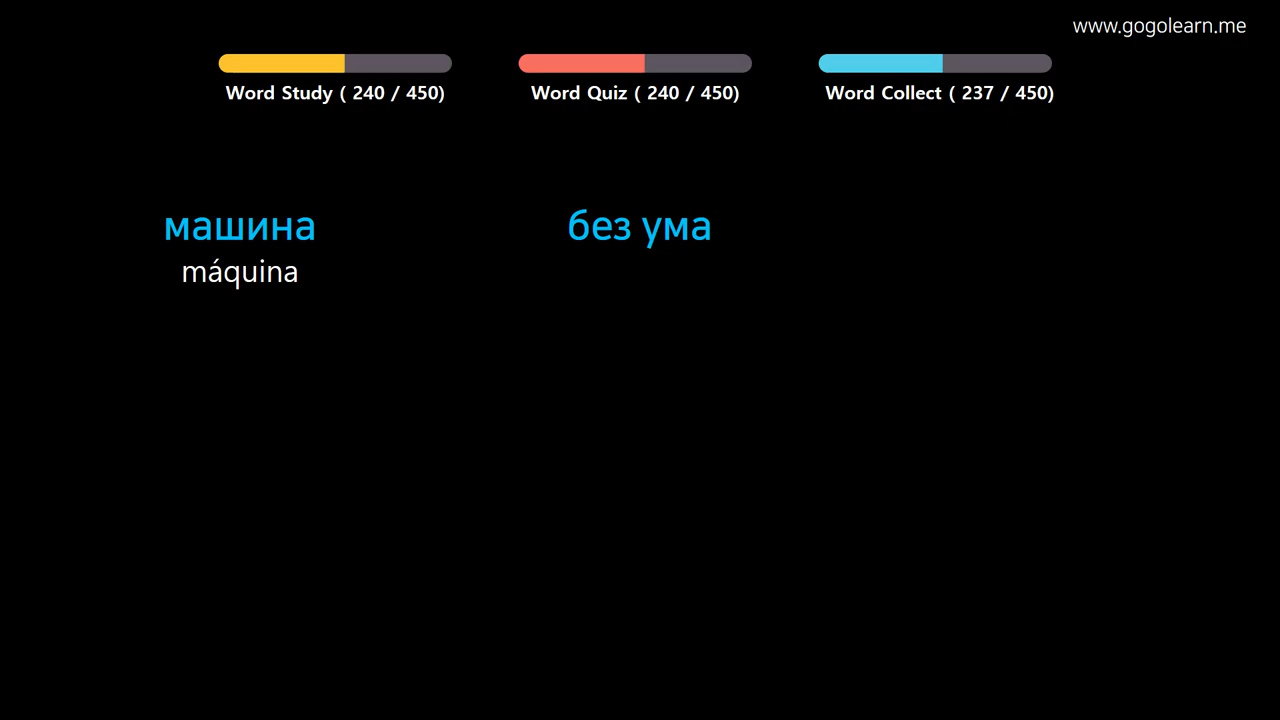 www.gogolearn.me
Word Study ( 240 / 450)
Word Quiz ( 240 / 450)
Word Collect ( 237 / 450)
машина
máquina
без ума